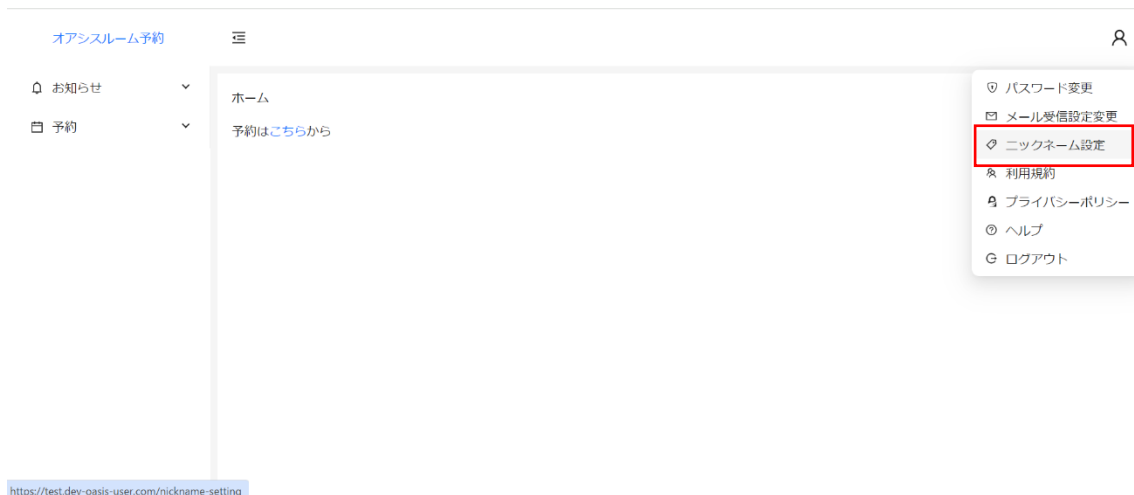 オアシスルーム予約
お知らせ
予約
ホーム
予約はこちらから
パスワード変更
メール受信設定変更
ニックネーム設定
利用規約
プライバシーポリシー
ヘルプ
ログアウト
https://test.dev-oasis-user.com/nickname-setting